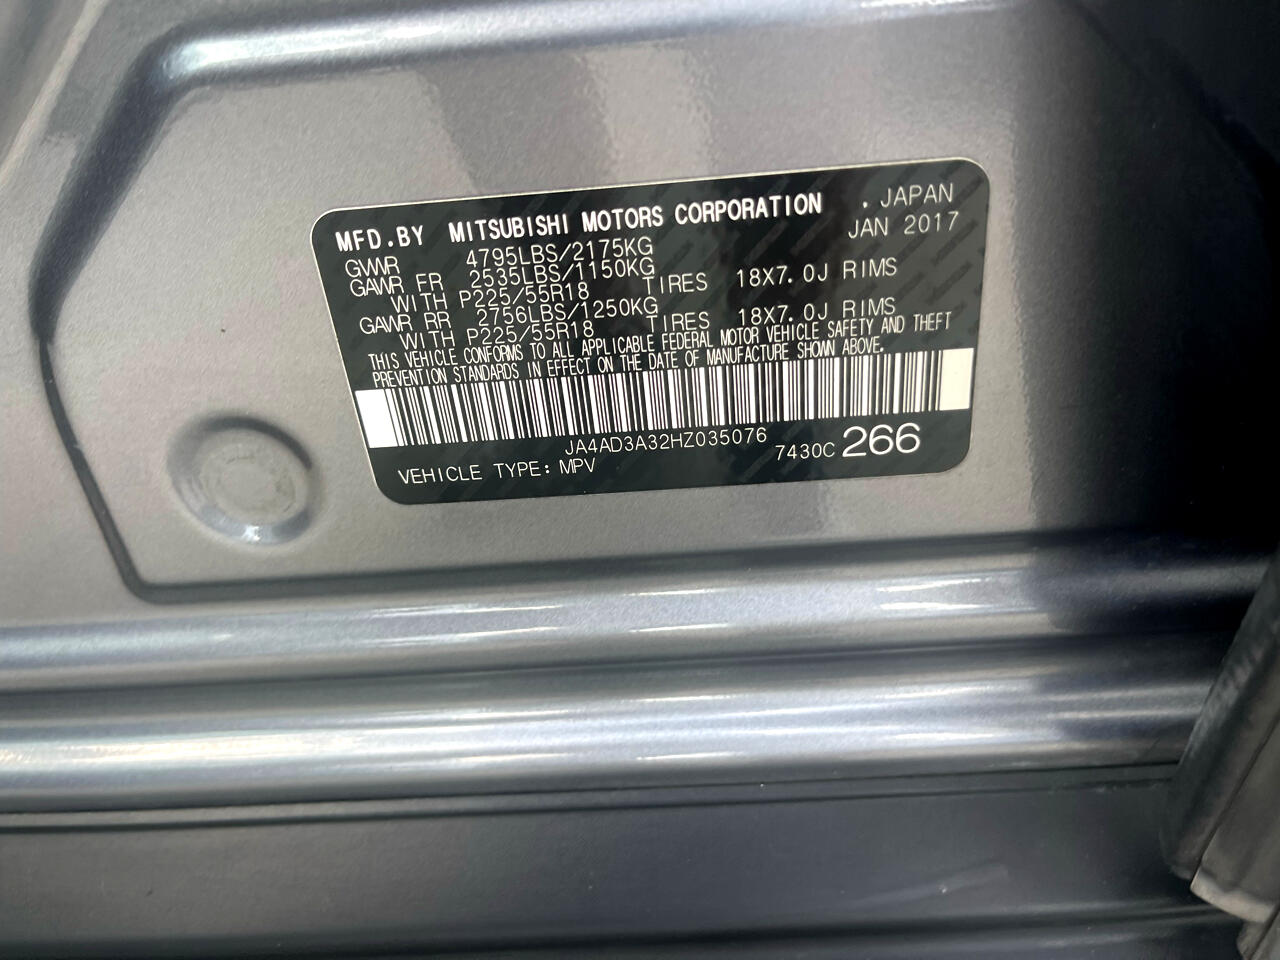 MFD.BY MITSUBISHI MOTORS CORPORATION . JAPAN
GVWR 4795LBS/2175KG JAN 2017
GAWR FR 2535LBS/1150KG
WITH P225/55R18 TIRES 18X7.0J RIMS
GAWR RR 2756LBS/1250KG
WITH P225/55R18 TIRES 18X7.0J RIMS
THIS VEHICLE CONFORMS TO ALL APPLICABLE FEDERAL MOTOR VEHICLE SAFETY AND THEFT
PREVENTION STANDARDS IN EFFECT ON THE DATE OF MANUFACTURE SHOWN ABOVE.
JA4AD3A32HZ035076
VEHICLE TYPE: MPV 7430C 266